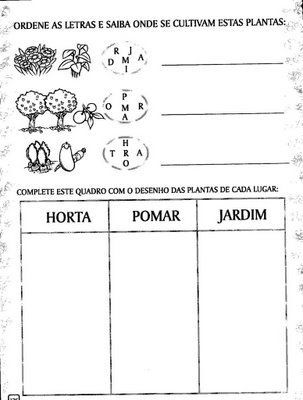 ORDENE AS LETRAS E SAIBA ONDE SE CULTIVAM ESTAS PLANTAS:
J
D R M I A
P
O M A R
H
T R O A
COMPLETE ESTE QUADRO COM O DESENHO DAS PLANTAS DE CADA LUGAR:
HORTA POMAR JARDIM